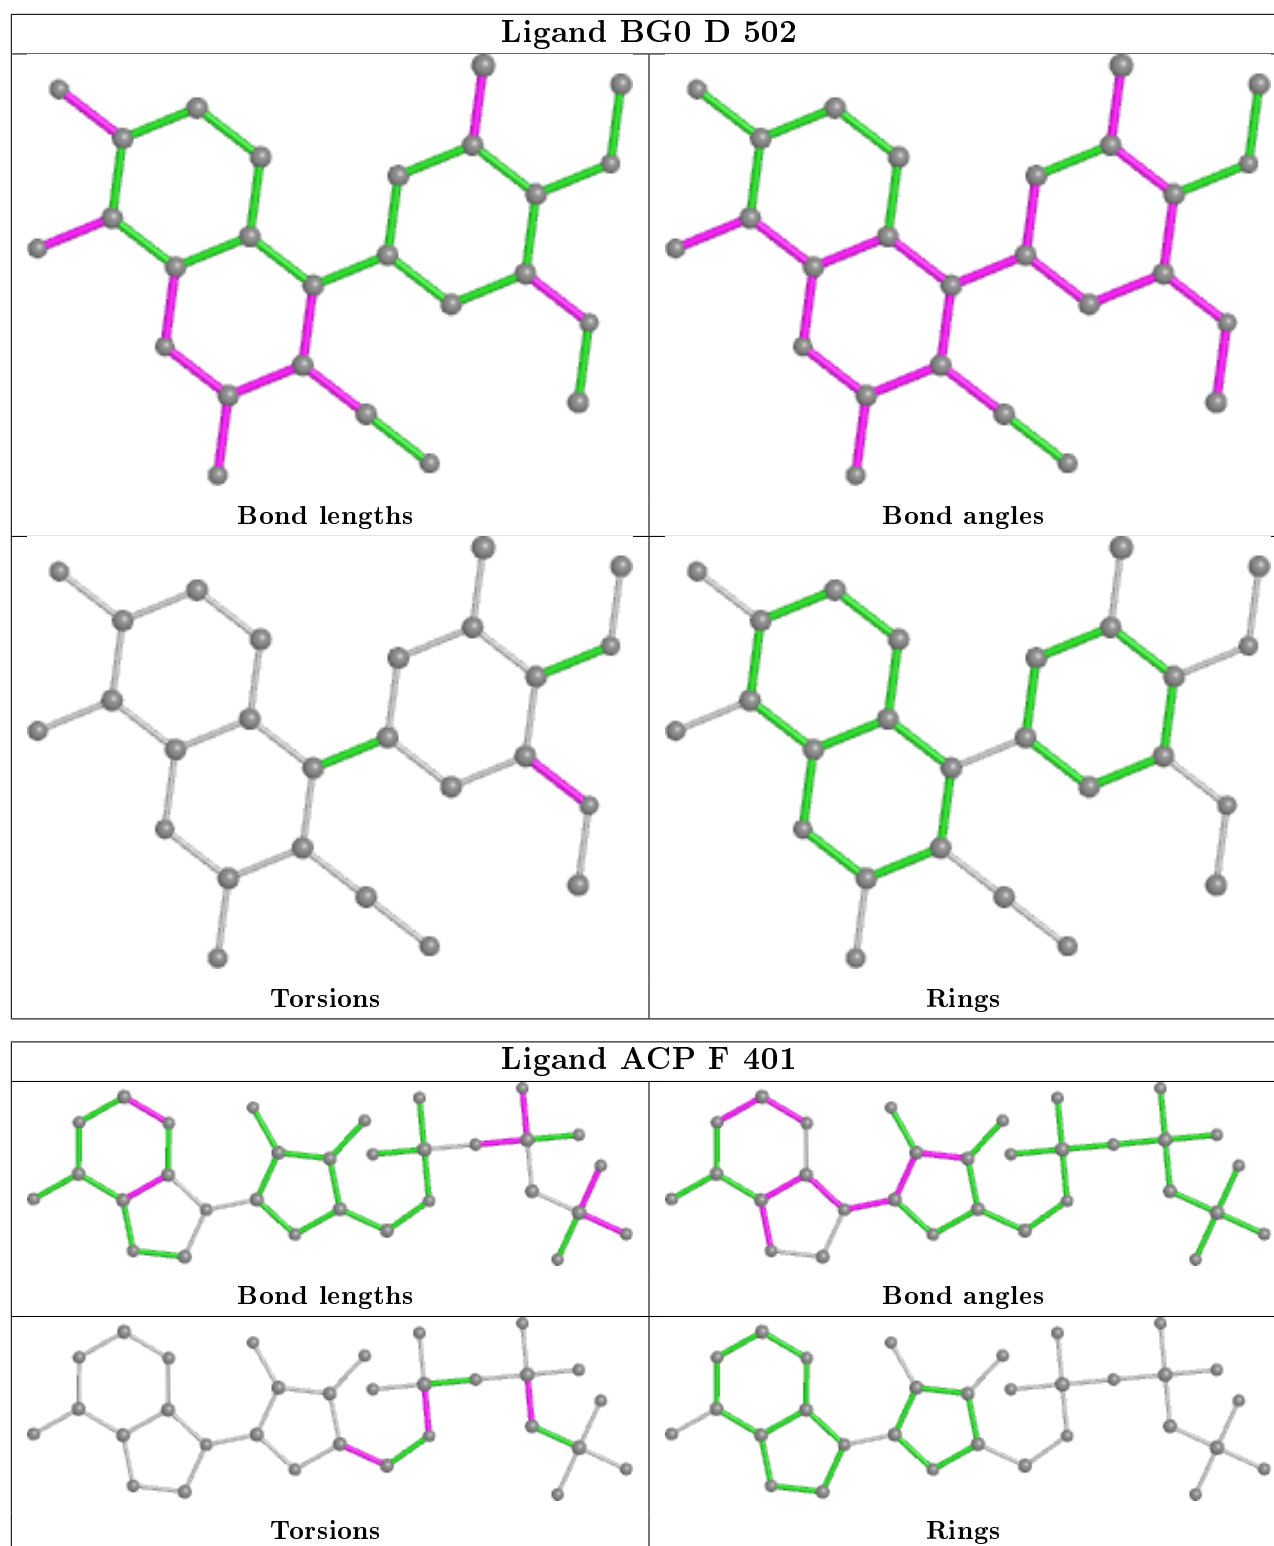 Ligand BG0 D 502
Bond lengths
Bond angles
Torsions
Rings
Ligand ACP F 401
Bond lengths
Bond angles
Torsions
Rings